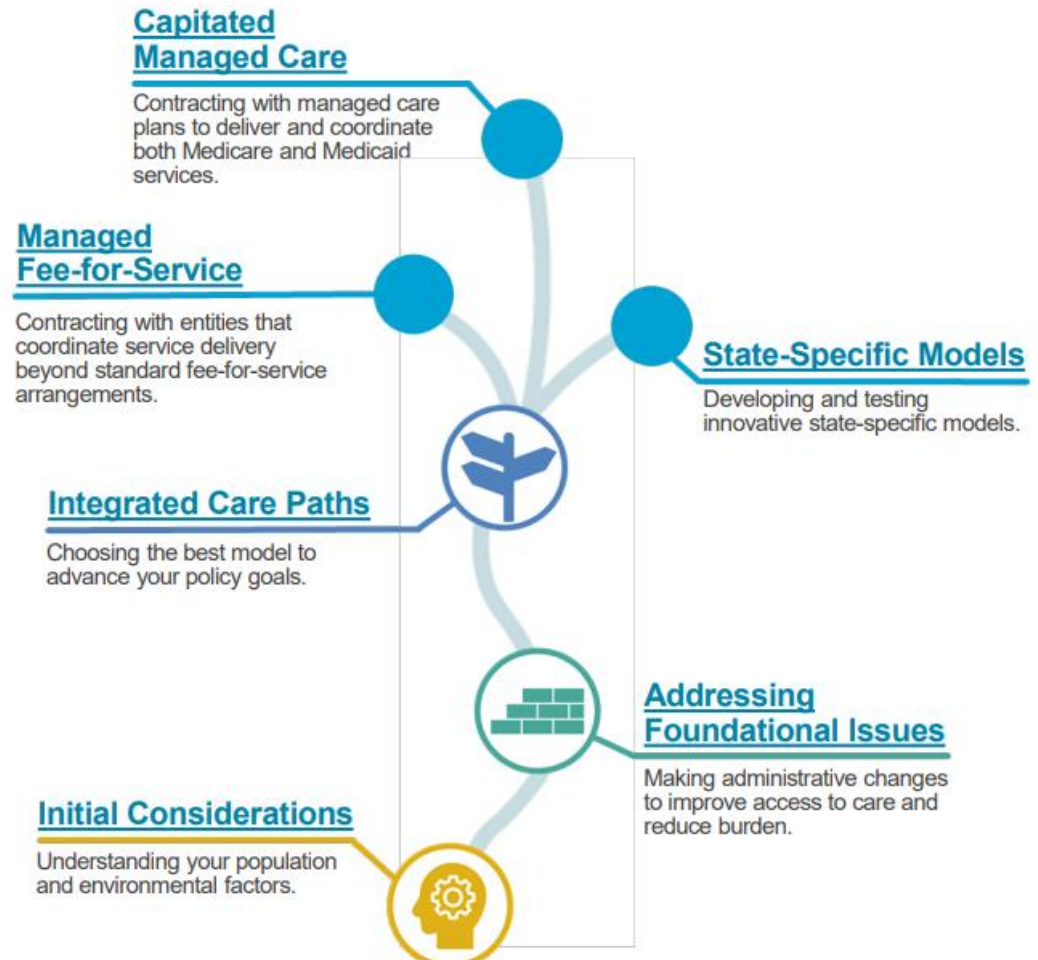 Capitated
Managed Care
Contracting with managed care
plans to deliver and coordinate
both Medicare and Medicaid
services.
Managed
Fee-for-Service
Contracting with entities that
coordinate service delivery
beyond standard fee-for-service
arrangements.
State-Specific Models
Developing and testing
innovative state-specific models.
Integrated Care Paths
Choosing the best model to
advance your policy goals.
Addressing
Foundational Issues
Making administrative changes
to improve access to care and
reduce burden.
Initial Considerations
Understanding your population
and environmental factors.